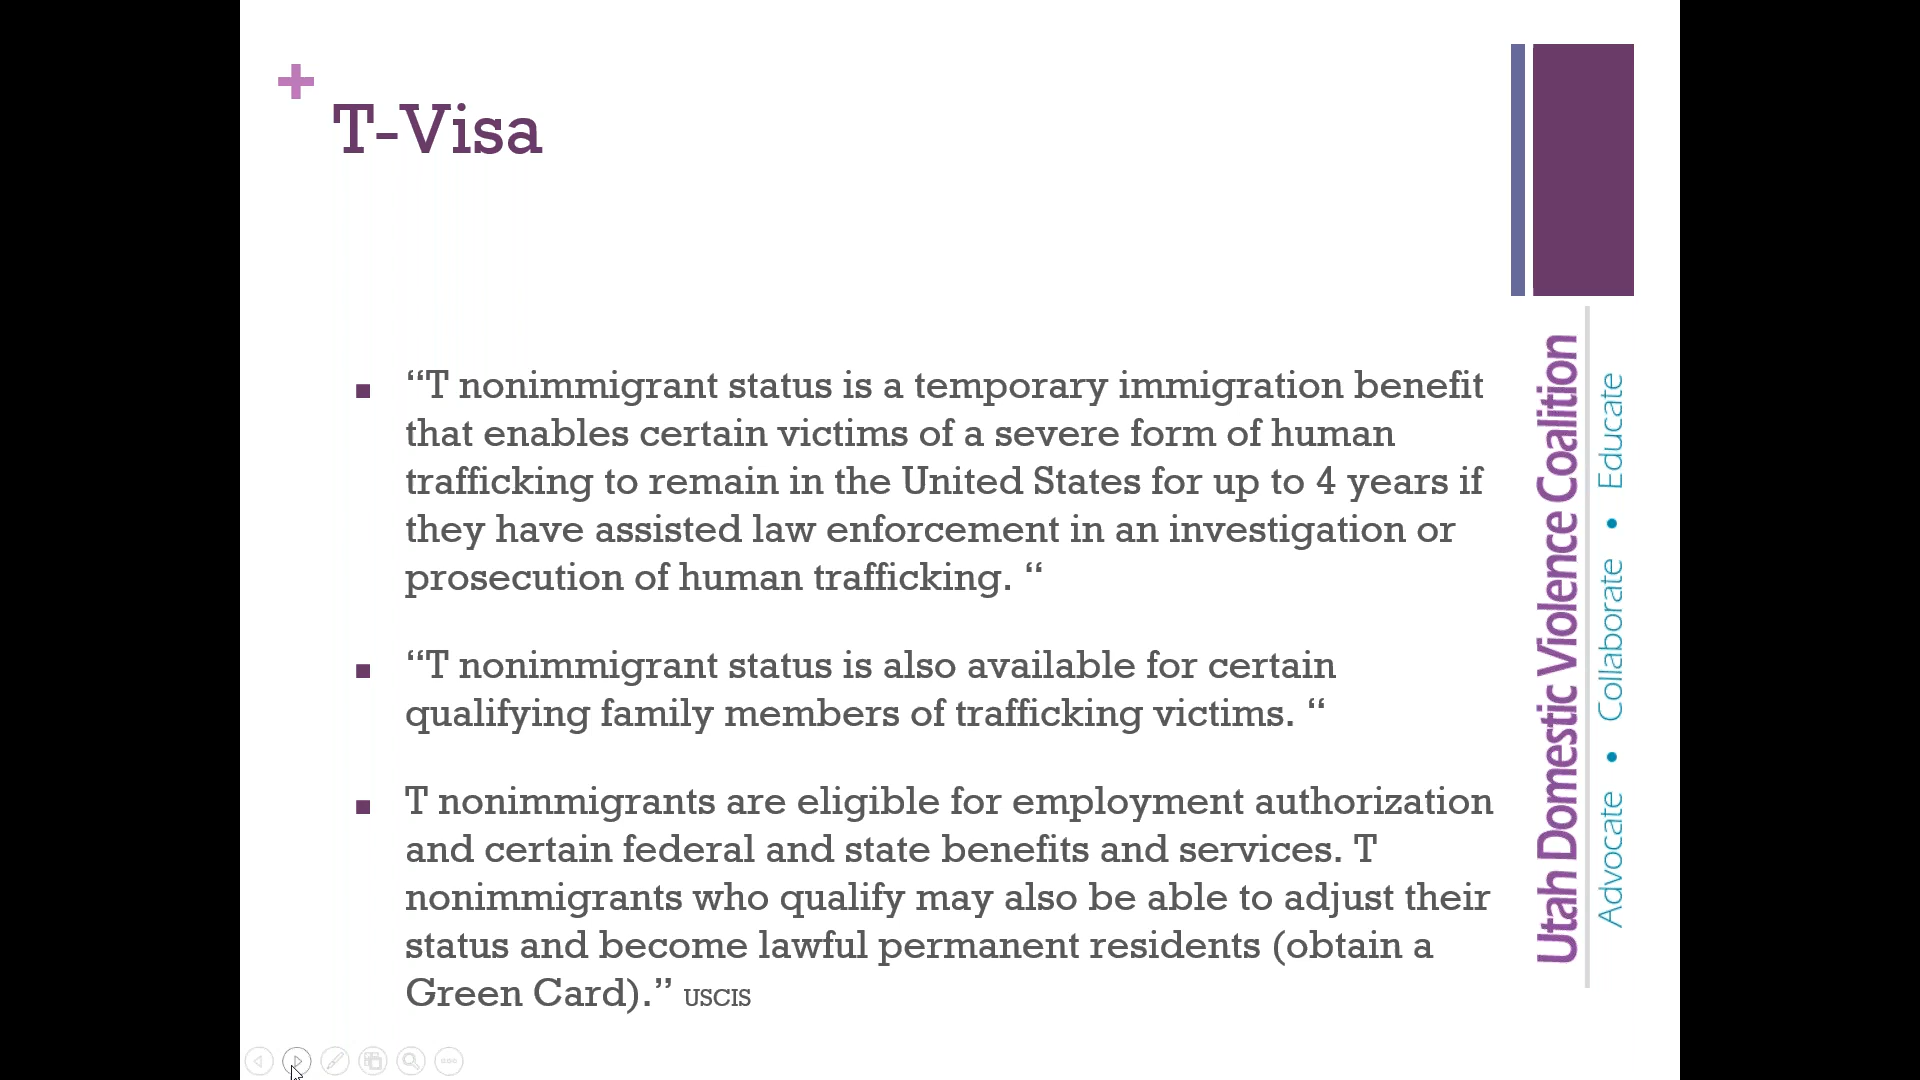 T-Visa
“T nonimmigrant status is a temporary immigration benefit
that enables certain victims of a severe form of human
trafficking to remain in the United States for up to 4 years if
they have assisted law enforcement in an investigation or
prosecution of human trafficking. “
“T nonimmigrant status is also available for certain
qualifying family members of trafficking victims. “
T nonimmigrants are eligible for employment authorization
and certain federal and state benefits and services. T
nonimmigrants who qualify may also be able to adjust their
status and become lawful permanent residents (obtain a
Green Card).” USCIS
Utah Domestic Violence Coalition
Advocate • Collaborate • Educate